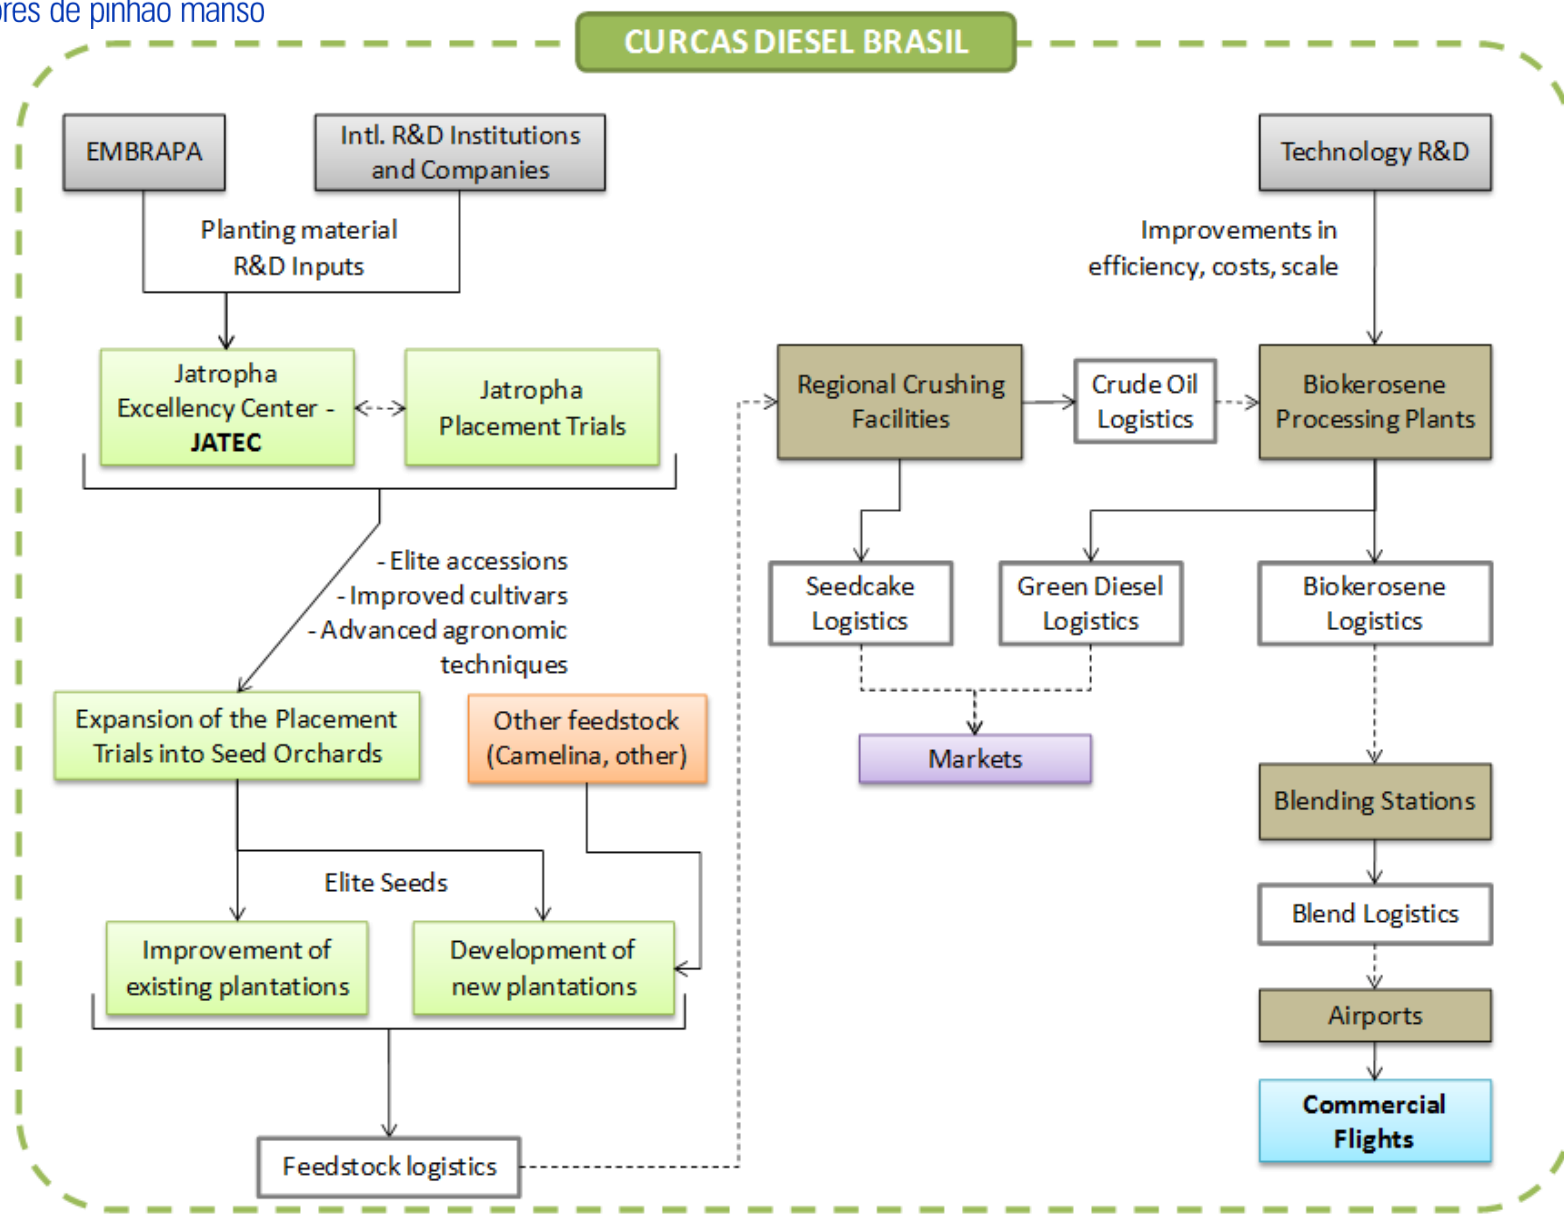 de pinhão manso
CURCAS DIESEL BRASIL
EMBRAPA
Intl. R&D Institutions
and Companies
Technology R&D
Planting material
R&D Inputs
Improvements in
efficiency, costs, scale
Jatropha
Excellency Center -
JATEC
Jatropha
Placement Trials
Regional Crushing
Facilities
Crude Oil
Logistics
Biokerosene
Processing Plants
- Elite accessions
- Improved cultivars
- Advanced agronomic
techniques
Seedcake
Logistics
Green Diesel
Logistics
Biokerosene
Logistics
Expansion of the Placement
Trials into Seed Orchards
Other feedstock
(Camelina, other)
Markets
Blending Stations
Elite Seeds
Blend Logistics
Improvement of
existing plantations
Development of
new plantations
Airports
Commercial
Flights
Feedstock logistics